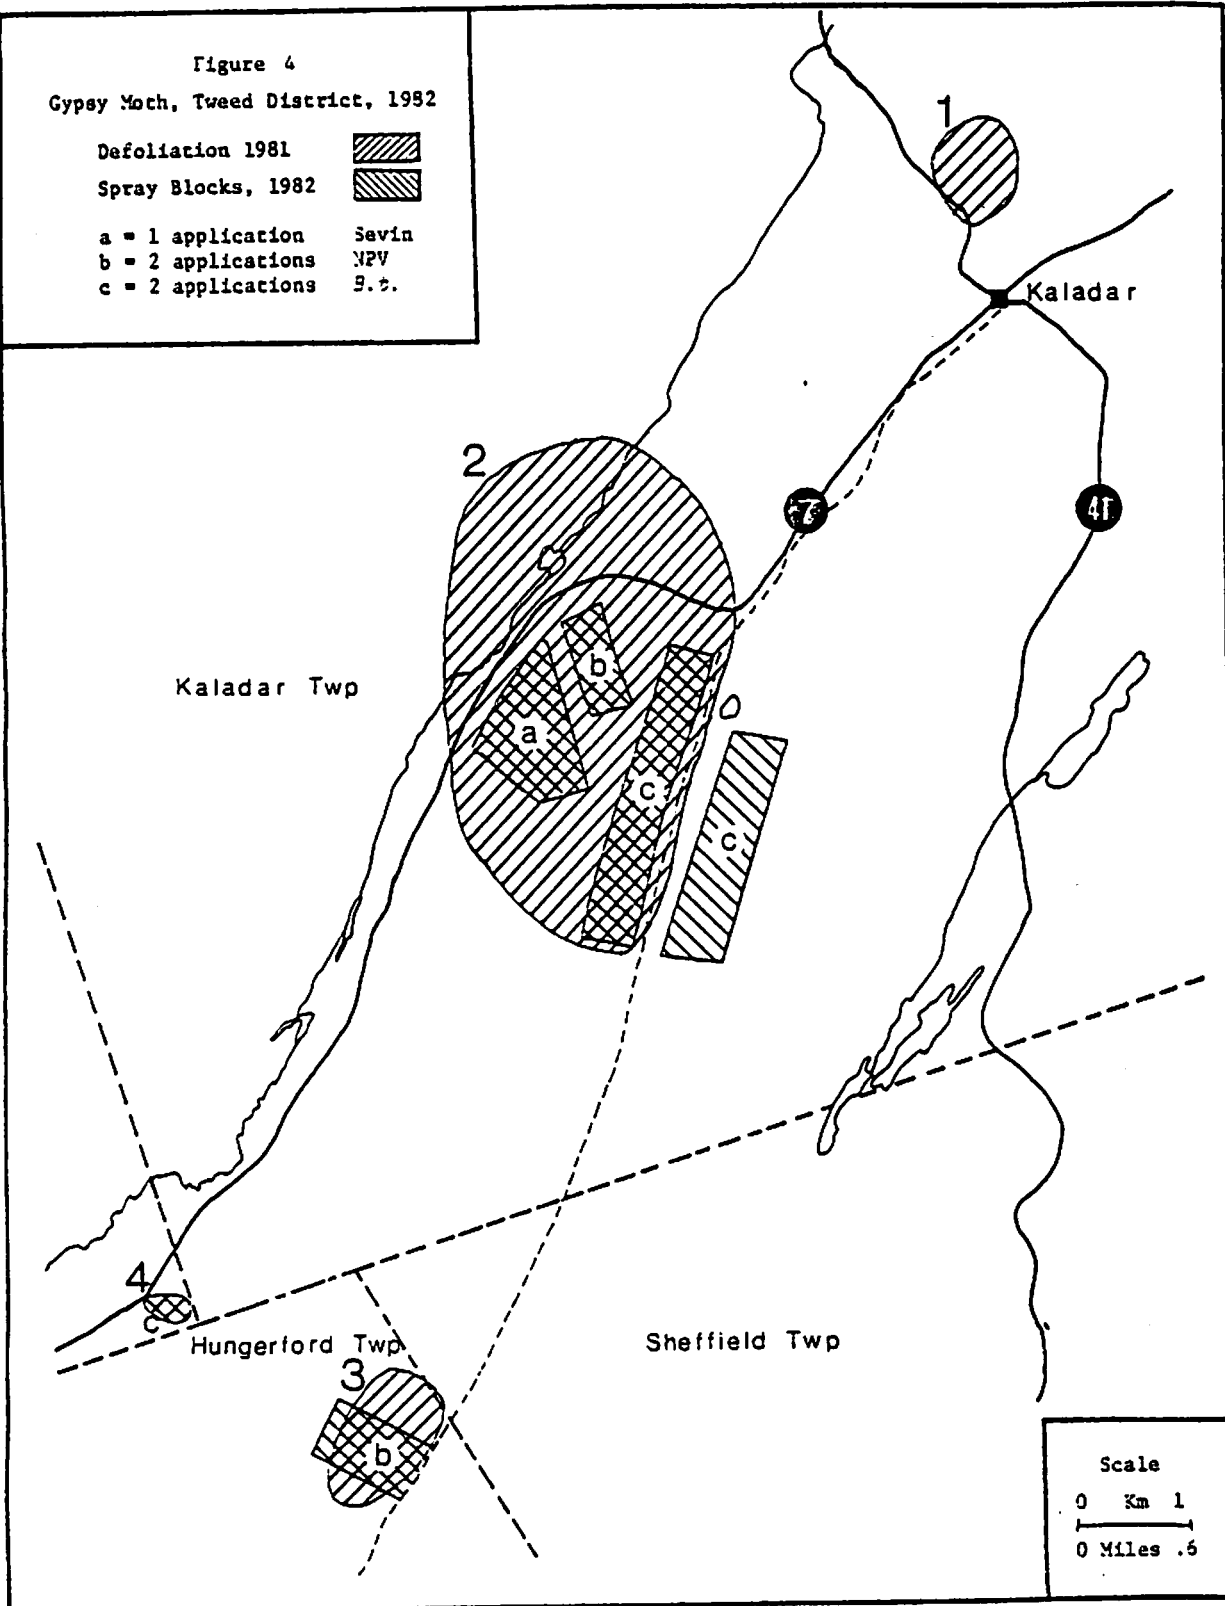 Figure 4
Gypsy Moth, Tweed District, 1982
Defoliation 1981
Spray Blocks, 1982
a = 1 application Sevin
b = 2 applications NPV
c = 2 applications B.t.
1
Kaladar
2
7
41
b
Kaladar Twp
a
c
c
4
c
Hungerford Twp
Sheffield Twp
3
b
Scale
0 Km 1
0 Miles .6